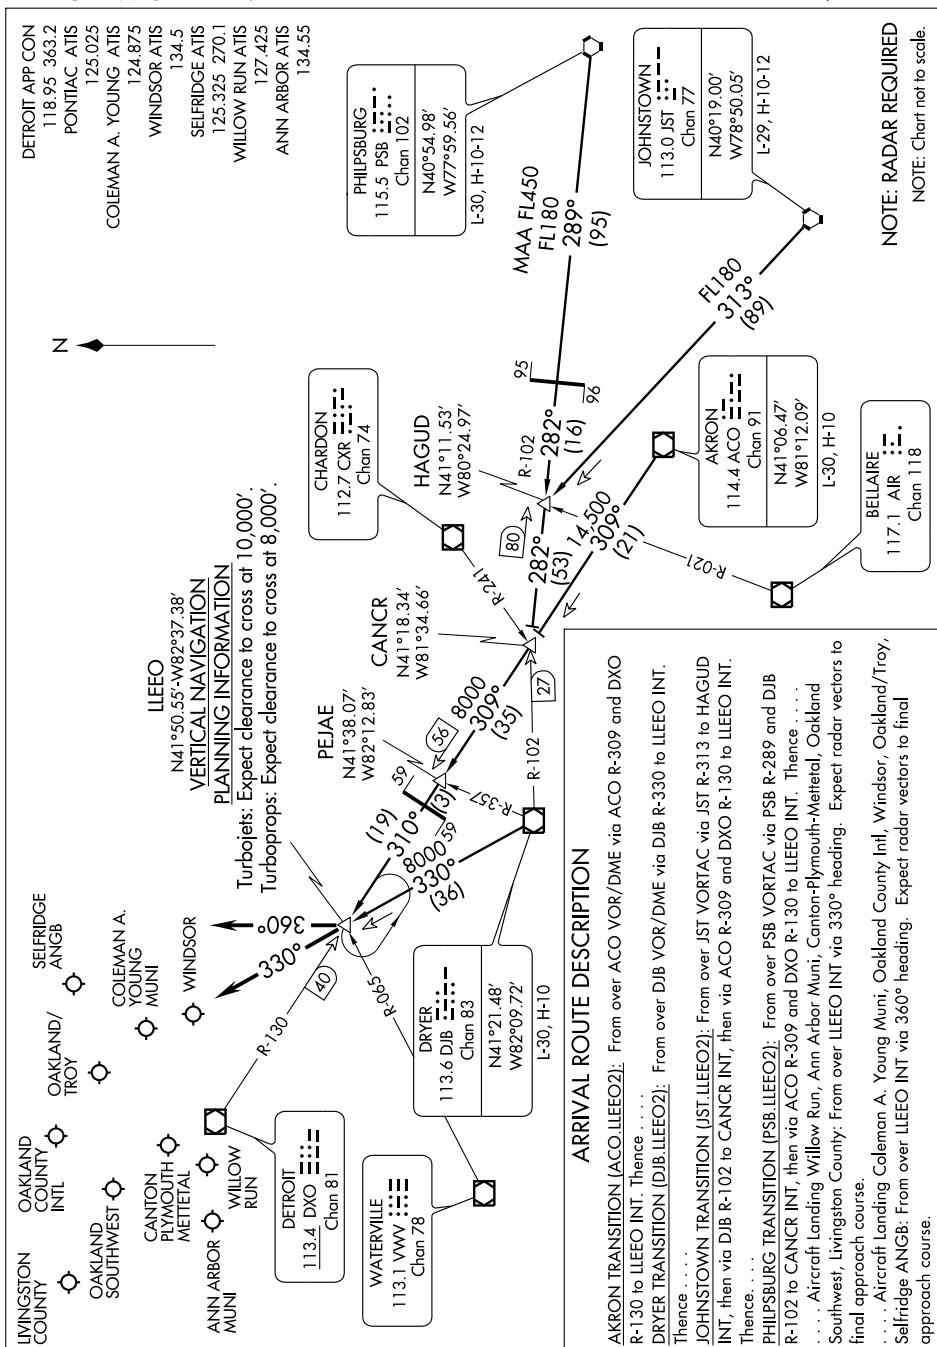 DETROIT APP CON
118.95 363.2
PONTIAC ATIS
125.025
COLEMAN A. YOUNG ATIS
124.875
WINDSOR ATIS
134.5
SELFRIDGE ATIS
125.325 270.1
WILLOW RUN ATIS
127.425
ANN ARBOR ATIS
134.55
N
LIVINGSTON
COUNTY
OAKLAND
COUNTY
INTL
OAKLAND/
TROY
SELFRIDGE
ANGB
OAKLAND
SOUTHWEST
COLEMAN A.
YOUNG
MUNI
CANTON
PLYMOUTH
METTETAL
WINDSOR
ANN ARBOR
MUNI
WILLOW
RUN
LLEEO
N41°50.55'-W82°37.38'
VERTICAL NAVIGATION
PLANNING INFORMATION
Turbojets: Expect clearance to cross at 10,000'.
Turboprops: Expect clearance to cross at 8,000'.
360°
330°
R-130
40
R-065
DETROIT
113.4 DXO
Chan 81
WATERVILLE
113.1 VWV
Chan 78
DRYER
113.6 DJB
Chan 83
N41°21.48'
W82°09.72'
L-30, H-10
(19)
310°
8000
330°
(36)
59
59
(3)
R-357
PEJAE
N41°38.07'
W82°12.83'
56
8000
309°
(35)
R-102
27
CANCR
N41°18.34'
W81°34.66'
CHARDON
112.7 CXR
Chan 74
R-241
HAGUD
N41°11.53'
W80°24.97'
80
282°
(53)
R-102
282°
(16)
95
96
14,500
309°
(21)
R-021
PHILPSBURG
115.5 PSB
Chan 102
N40°54.98'
W77°59.56'
L-30, H-10-12
MAA FL450
FL180
289°
(95)
JOHNSTOWN
113.0 JST
Chan 77
N40°19.00'
W78°50.05'
L-29, H-10-12
FL180
313°
(89)
AKRON
114.4 ACO
Chan 91
N41°06.47'
W81°12.09'
L-30, H-10
BELLAIRE
117.1 AIR
Chan 118
NOTE: RADAR REQUIRED
NOTE: Chart not to scale.
ARRIVAL ROUTE DESCRIPTION
AKRON TRANSITION (ACO.LLEEO2): From over ACO VOR/DME via ACO R-309 and DXO
R-130 to LLEEO INT. Thence . . . .
DRYER TRANSITION (DJB.LLEEO2): From over DJB VOR/DME via DJB R-330 to LLEEO INT.
Thence . . . .
JOHNSTOWN TRANSITION (JST.LLEEO2): From over JST VORTAC via JST R-313 to HAGUD
INT, then via DJB R-102 to CANCR INT, then via ACO R-309 and DXO R-130 to LLEEO INT.
Thence. . . .
PHILPSBURG TRANSITION (PSB.LLEEO2): From over PSB VORTAC via PSB R-289 and DJB
R-102 to CANCR INT, then via ACO R-309 and DXO R-130 to LLEEO INT. Thence . . . .
. . . . Aircraft Landing Willow Run, Ann Arbor Muni, Canton-Plymouth-Mettetal, Oakland
Southwest, Livingston County: From over LLEEO INT via 330° heading. Expect radar vectors to
final approach course.
. . . . Aircraft Landing Coleman A. Young Muni, Oakland County Intl, Windsor, Oakland/Troy,
Selfridge ANGB: From over LLEEO INT via 360° heading. Expect radar vectors to final
approach course.